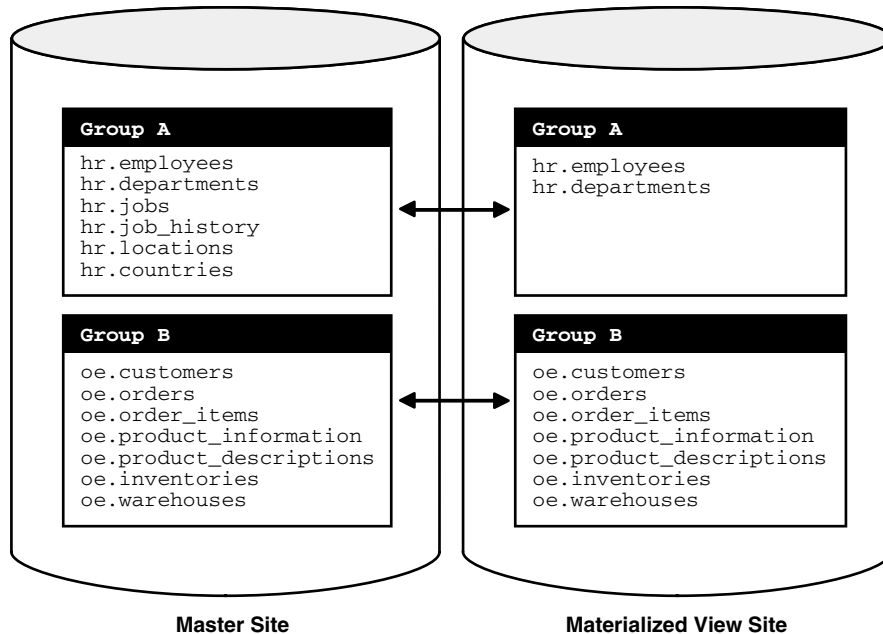 Group A
hr.employees
hr.departments
hr.jobs
hr.job_history
hr.locations
hr.countries
Group B
oe.customers
oe.orders
oe.order_items
oe.product_information
oe.product_descriptions
oe.inventories
oe.warehouses
Master Site
Group A
hr.employees
hr.departments
Group B
oe.customers
oe.orders
oe.order_items
oe.product_information
oe.product_descriptions
oe.inventories
oe.warehouses
Materialized View Site